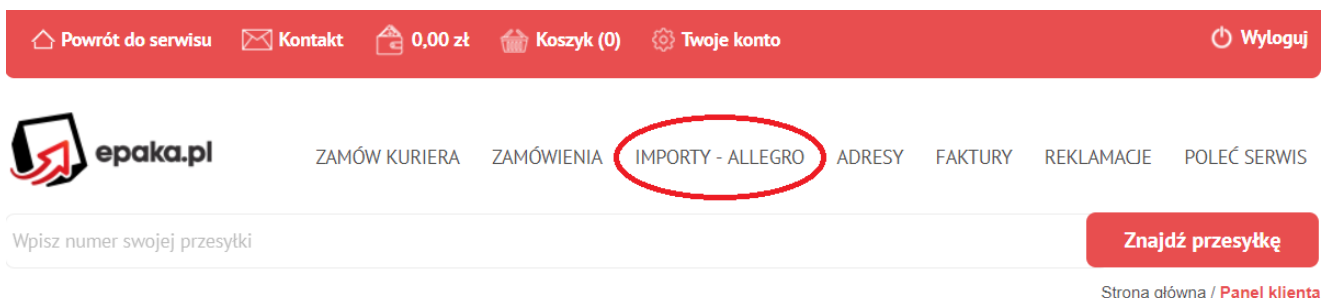 Powrót do serwisu Kontakt 0,00 zł Koszyk (0) Twoje konto Wyloguj
epaka.pl ZAMÓW KURIERA ZAMÓWIENIA IMPORTY - ALLEGRO ADRESY FAKTURY REKLAMACJE POLEĆ SERWIS
Wpisz numer swojej przesyłki Znajdź przesyłkę
Strona główna / Panel klienta